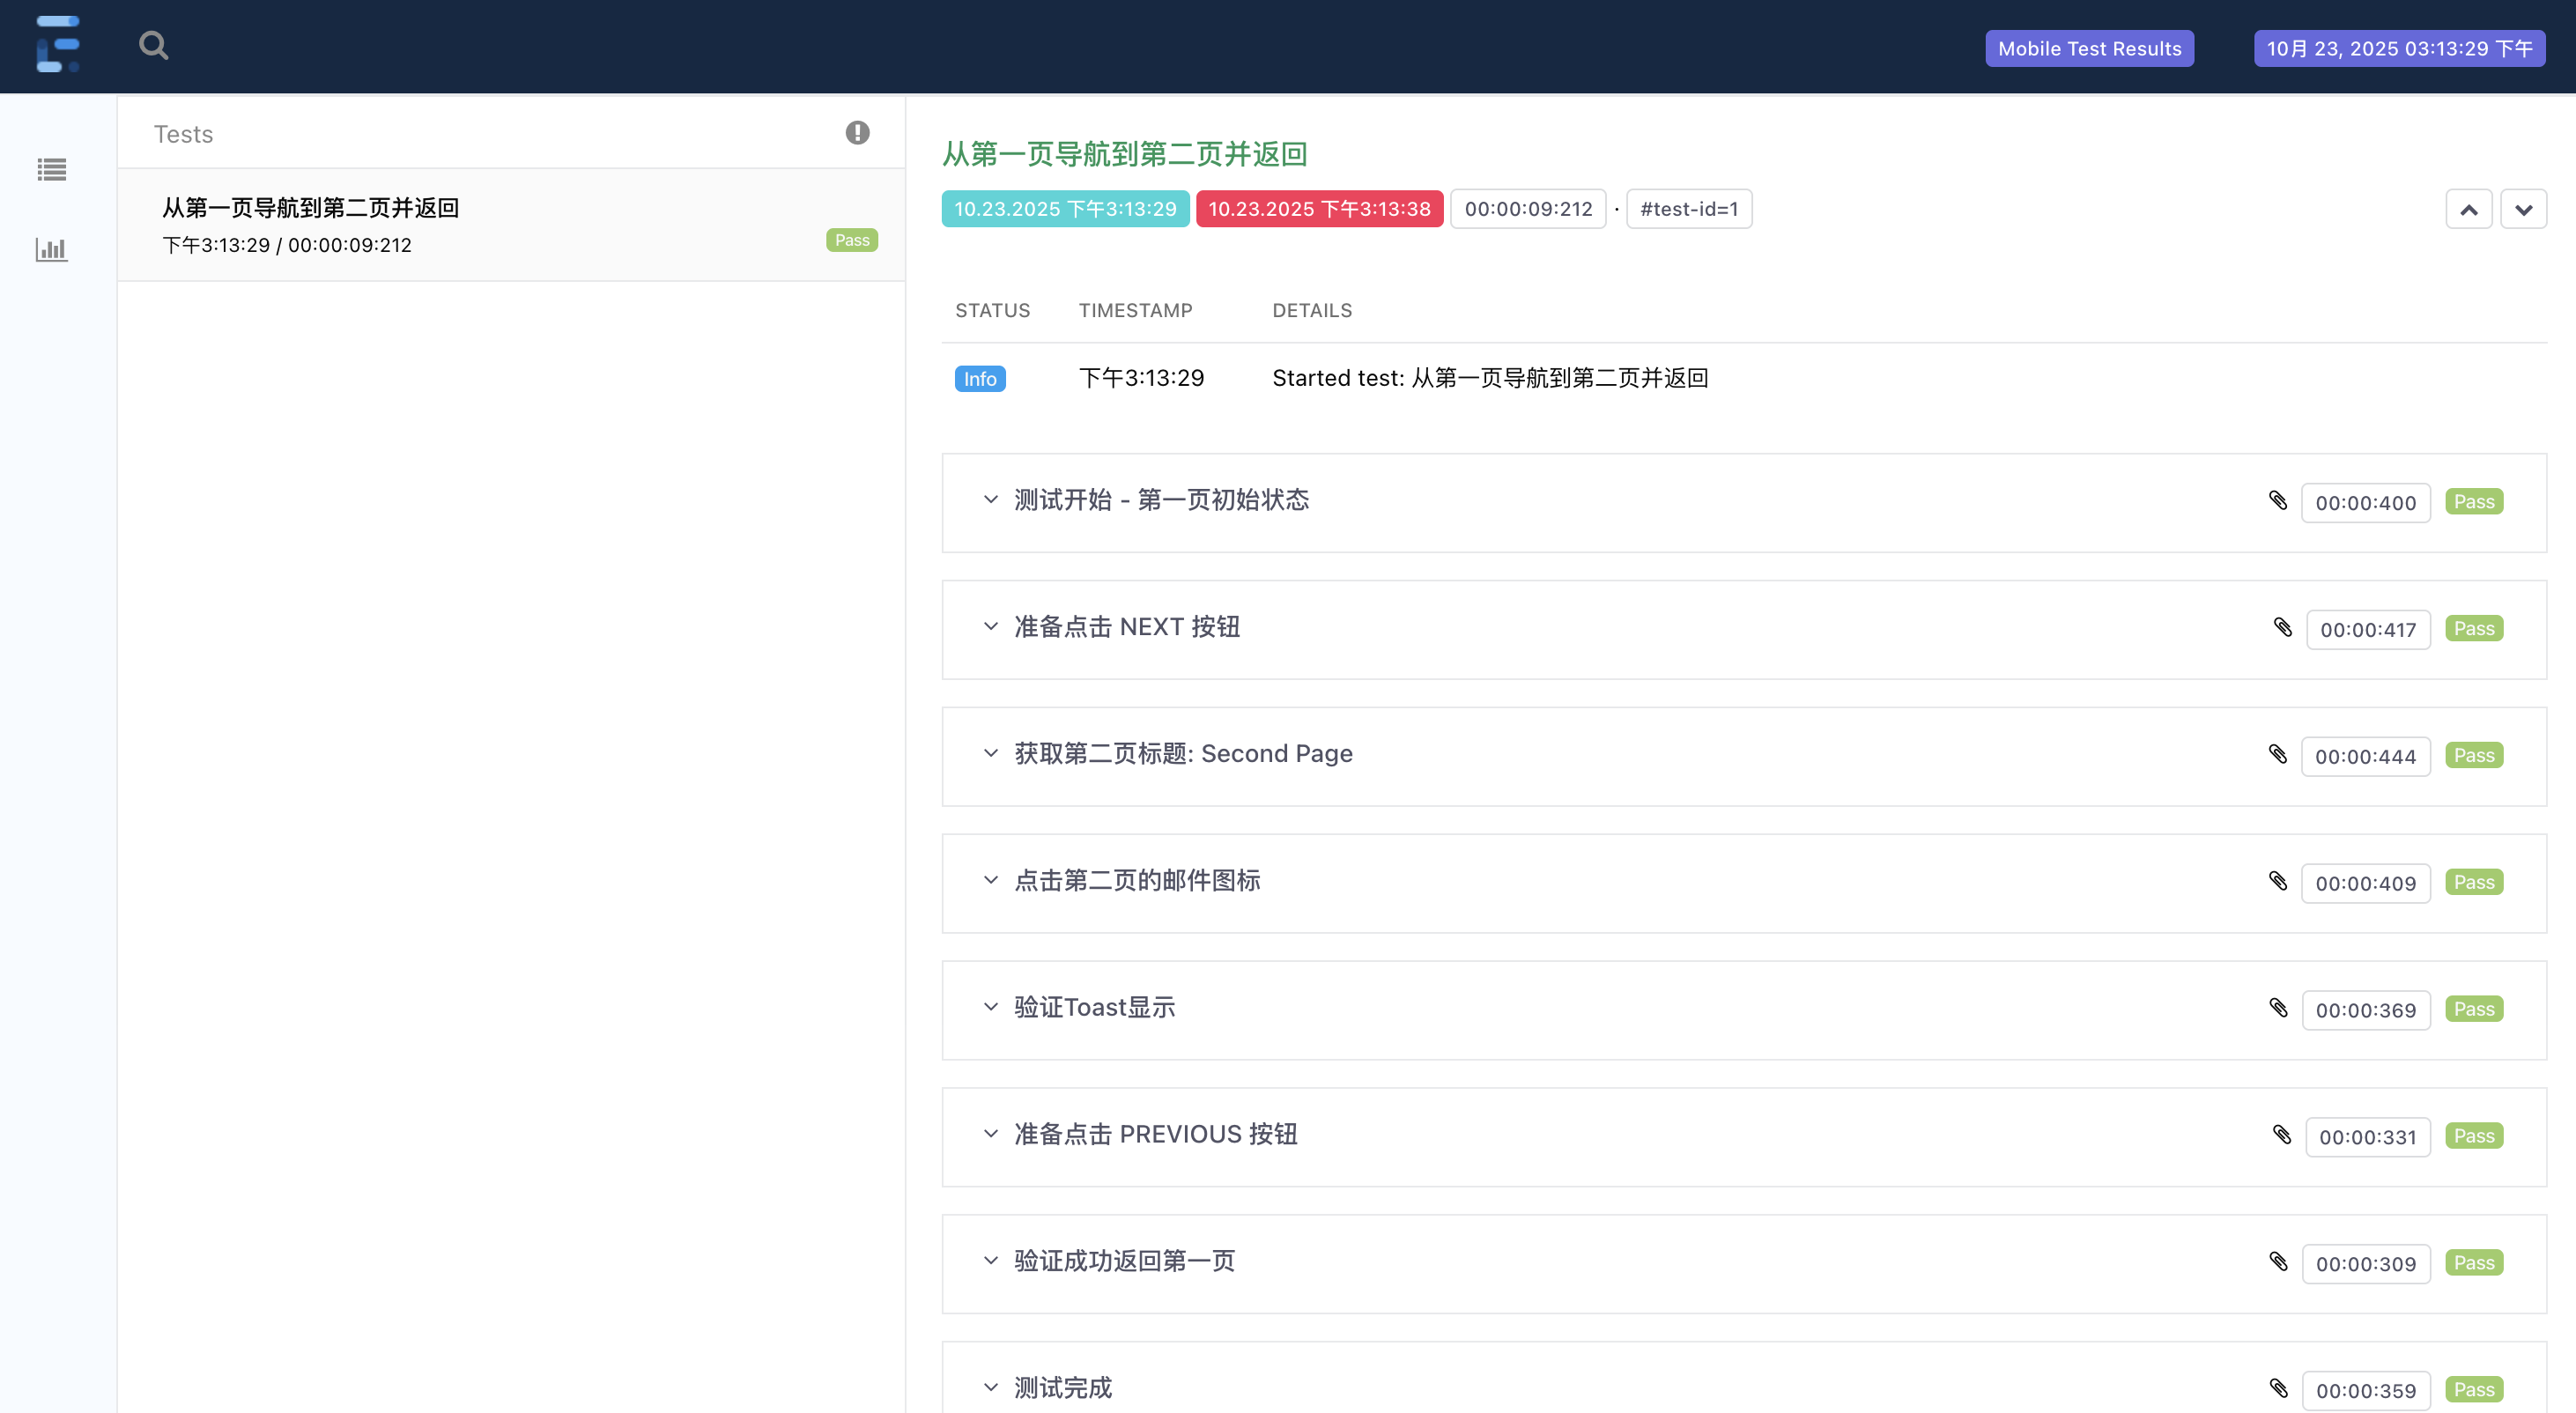 Mobile Test Results
10月 23, 2025 03:13:29 下午
Tests
从第一页导航到第二页并返回
下午3:13:29 / 00:00:09:212
Pass
从第一页导航到第二页并返回
10.23.2025 下午3:13:29 10.23.2025 下午3:13:38 00:00:09:212 · #test-id=1
STATUS TIMESTAMP DETAILS
Info 下午3:13:29 Started test: 从第一页导航到第二页并返回
测试开始 - 第一页初始状态 00:00:400 Pass
准备点击 NEXT 按钮 00:00:417 Pass
获取第二页标题: Second Page 00:00:444 Pass
点击第二页的邮件图标 00:00:409 Pass
验证Toast显示 00:00:369 Pass
准备点击 PREVIOUS 按钮 00:00:331 Pass
验证成功返回第一页 00:00:309 Pass
测试完成 00:00:359 Pass